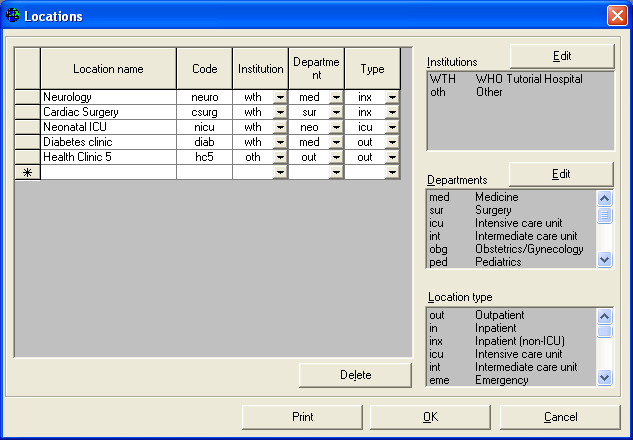 Locations
Location name Code Institution Departme nt Type
Neurology neuro wth med inx
Cardiac Surgery csurg wth sur inx
Neonatal ICU nicu wth neo icu
Diabetes clinic diab wth med out
Health Clinic 5 hc5 oth out out
Delete
Institutions Edit
WTH WHO Tutorial Hospital
oth Other
Departments Edit
med Medicine
sur Surgery
icu Intensive care unit
int Intermediate care unit
obg Obstetrics/Gynecology
ped Pediatrics
Location type
out Outpatient
in Inpatient
inx Inpatient (non-ICU)
icu Intensive care unit
int Intermediate care unit
eme Emergency
Print OK Cancel